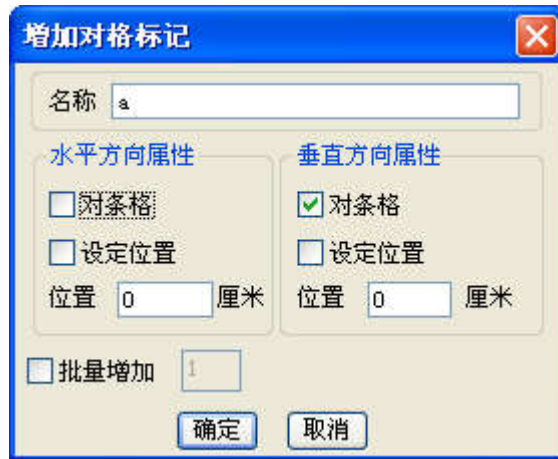 增加对格标记
名称 a
水平方向属性 垂直方向属性
对条格 对条格
设定位置 设定位置
位置 0 厘米 位置 0 厘米
批量增加 1
确定 取消